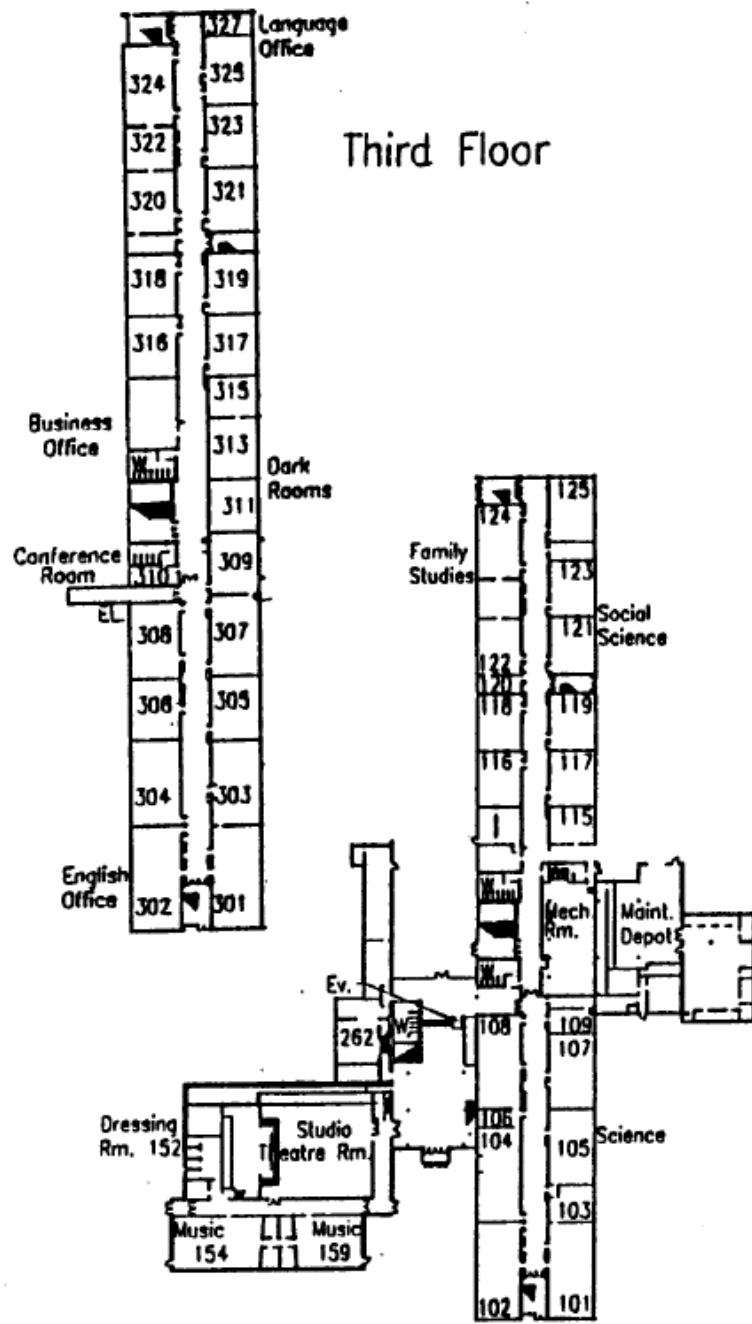 327 Language
Office
324
325
322
323
Third Floor
320
321
318
319
316
317
315
Business
Office
313
W
Dark
Rooms
311
Conference
Room
310
309
EL.
308
307
306
305
304
303
English
Office
302
301
125
124
Family
Studies
123
121
Social
Science
122
120
118
119
116
117
115
W
Mech
Rm.
Maint.
Depot
W
Ev.
262
W
108
109
107
106
104
105
Science
103
102
101
Dressing
Rm. 152
Studio
Theatre Rm.
Music
154
Music
159